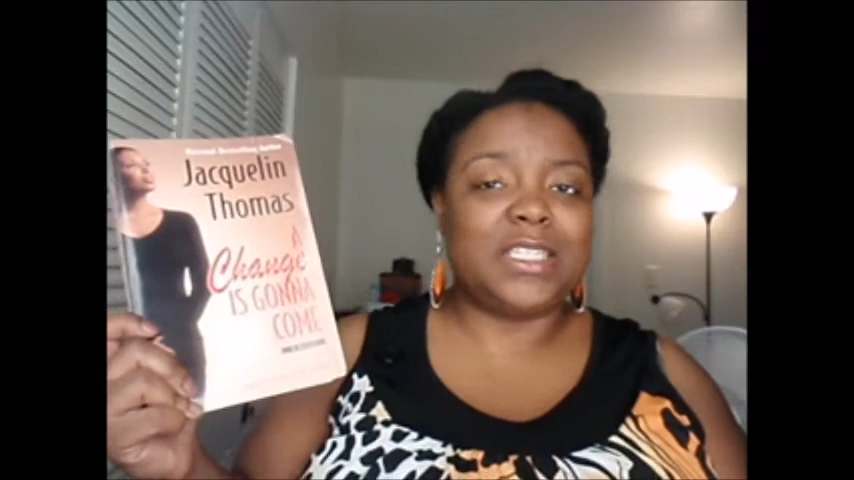 National Bestselling Author
Jacquelin
Thomas
A
Change
IS GONNA
COME